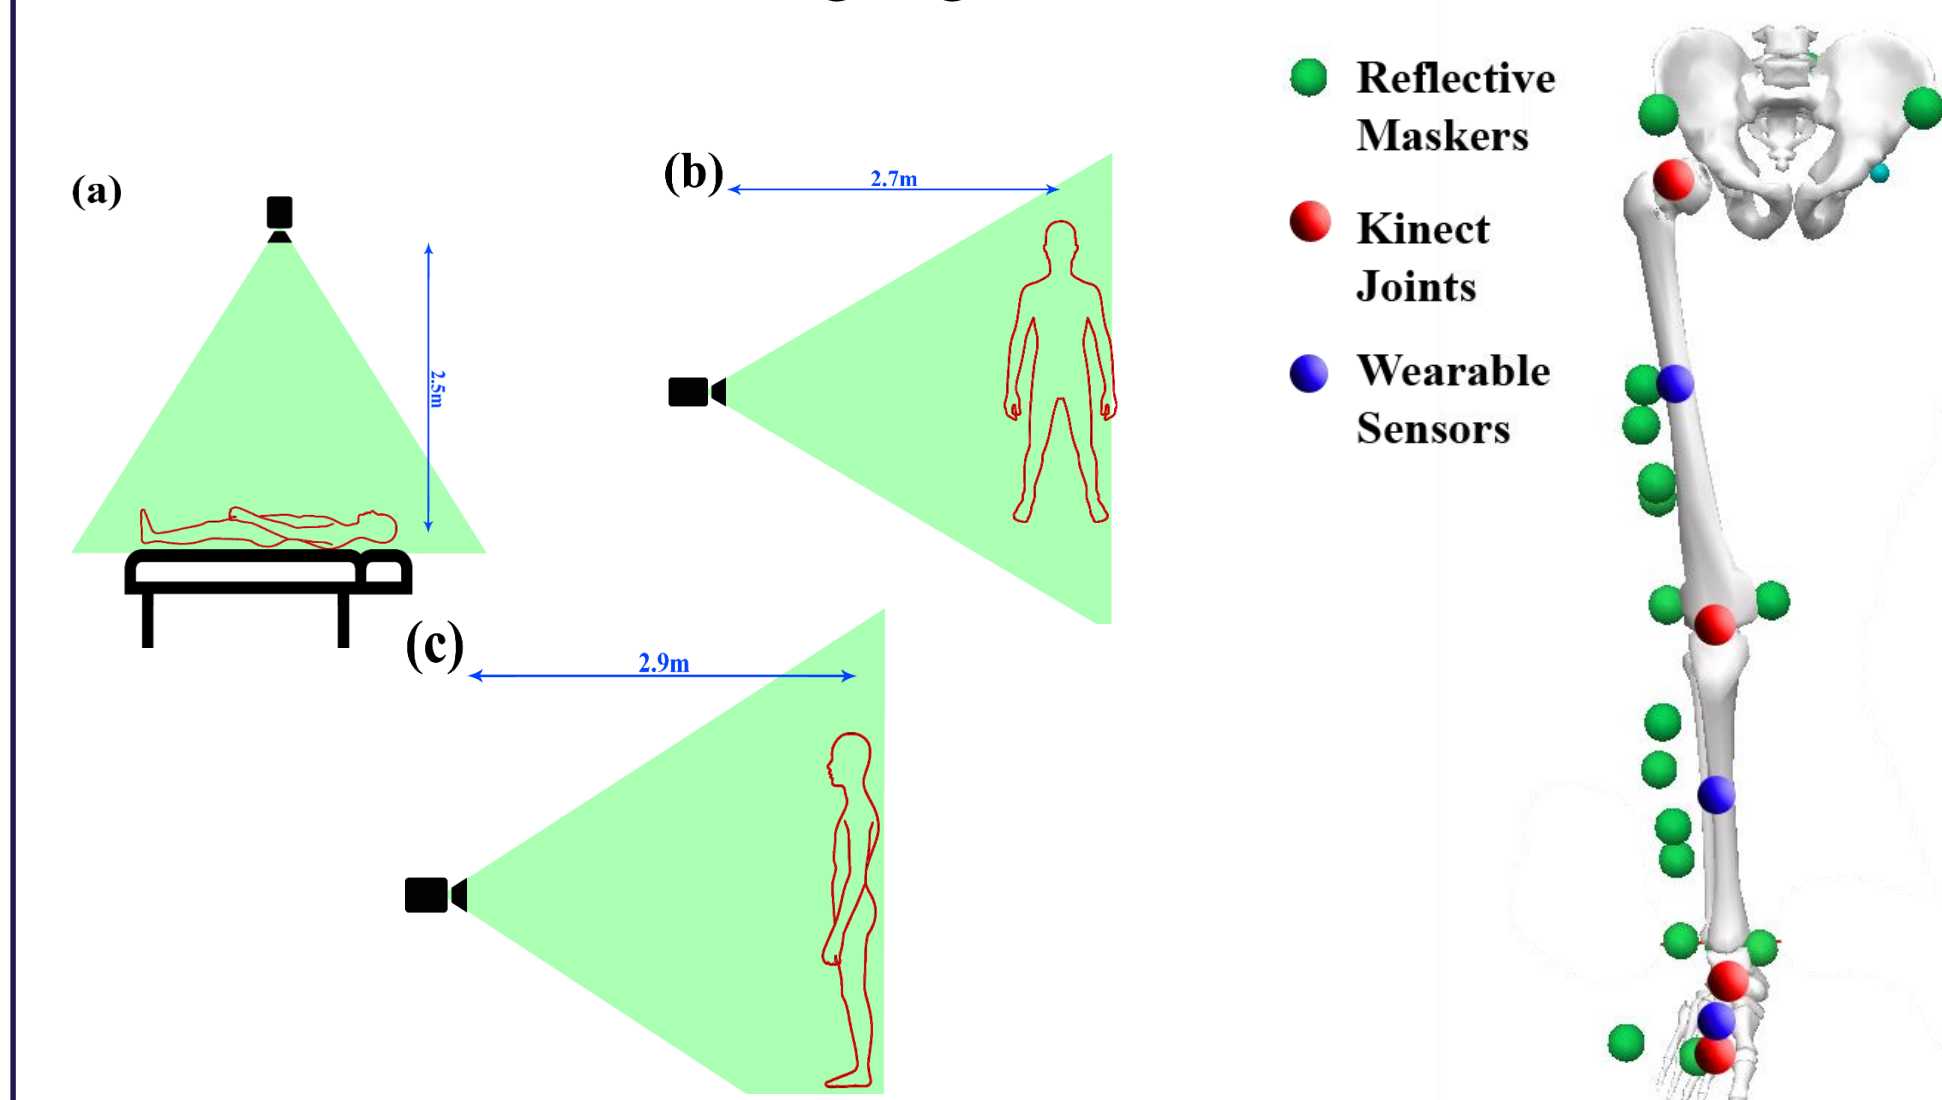 (a)
2.5m
(b)
2.7m
(c)
2.9m
Reflective
Maskers
Kinect
Joints
Wearable
Sensors